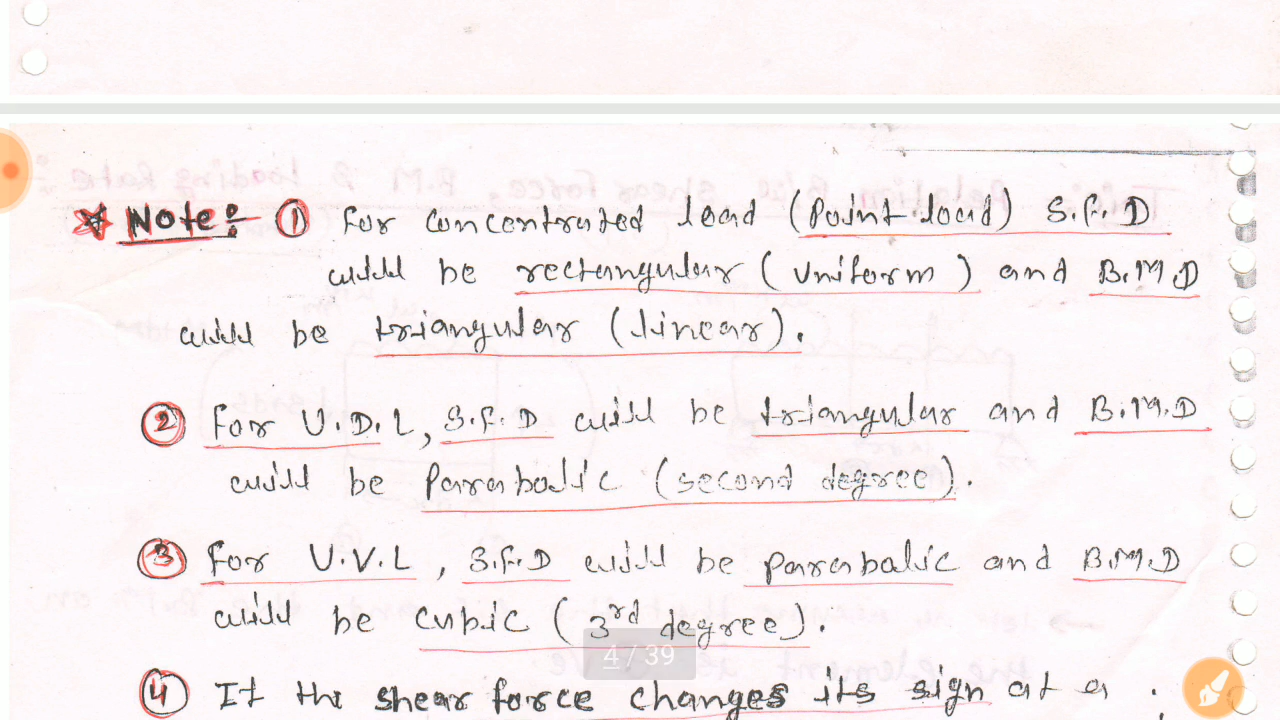 Note:- ① For concentrated load (Point load) S.F.D
will be rectangular (Uniform) and B.M.D
will be triangular (linear).
② For U.D.L, S.F.D will be triangular and B.M.D
will be Parabolic (second degree).
③ For U.V.L, S.F.D will be parabolic and B.M.D
will be cubic (3rd degree).
4 / 39
④ If the shear force changes its sign at a